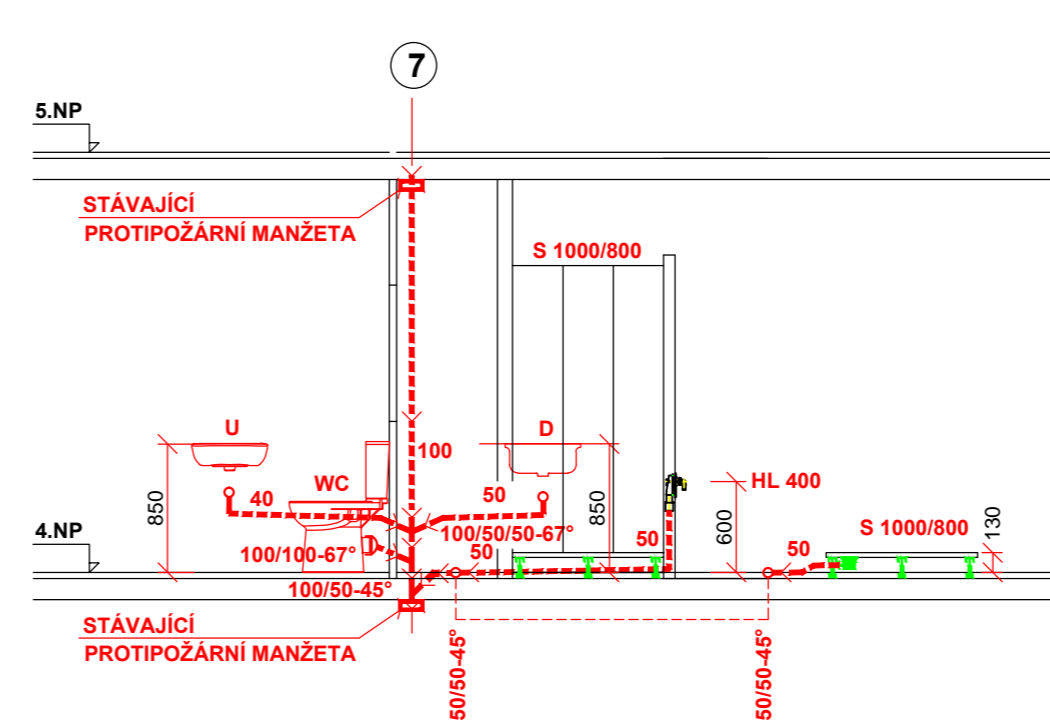 7
5.NP
STÁVAJÍCÍ
PROTIPOŽÁRNÍ MANŽETA
S 1000/800
U
D
100
WC
HL 400
40
50
850
850
600
130
4.NP
100/50/50-67°
S 1000/800
100/100-67°
50
50
50
100/50-45°
STÁVAJÍCÍ
PROTIPOŽÁRNÍ MANŽETA
50/50-45°
50/50-45°